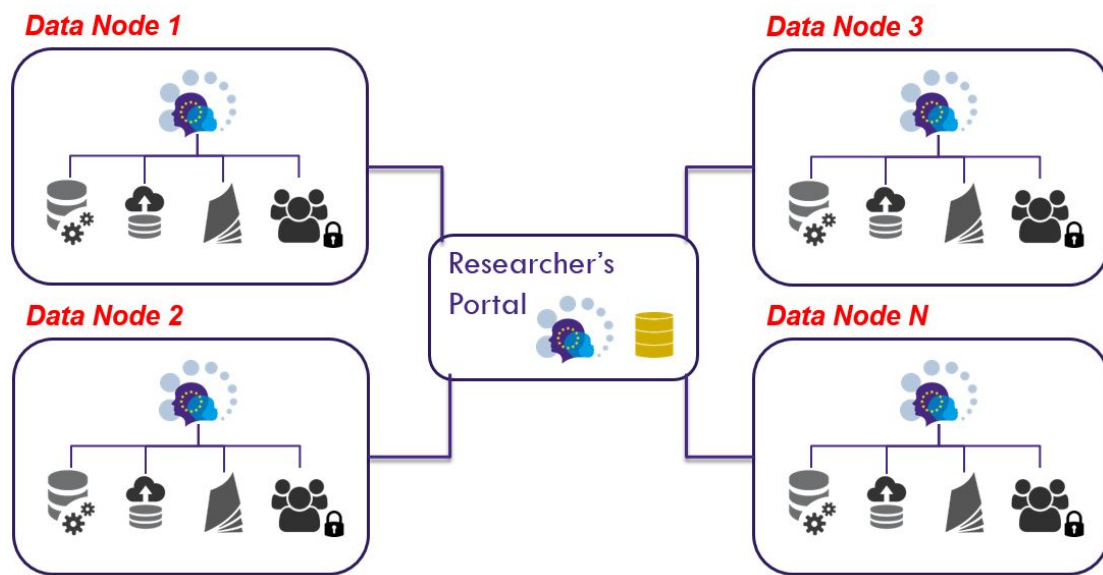 Data Node 1
Data Node 3
Researcher's
Portal
Data Node 2
Data Node N